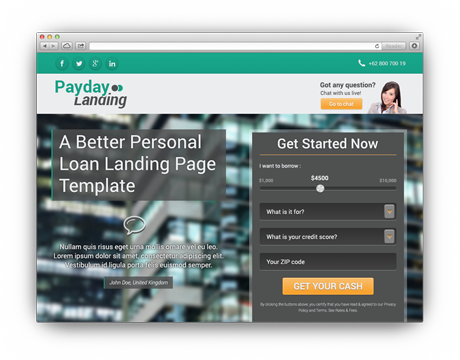 Reader
+62 800 700 19
Payday
Landing
Got any question?
Chat with us live!
Go to chat
A Better Personal
Loan Landing Page
Template
Nullam quis risus eget urna mollis ornare vel eu leo.
Lorem ipsum dolor sit amet, consectetur adipiscing elit.
Vestibulum id ligula porta felis euismod semper.
John Doe, United Kingdom
Get Started Now
I want to borrow :
$4500
$1,000
$10,000
What is it for?
What is your credit score?
Your ZIP code
GET YOUR CASH
By clicking the buttons above you certify that you have read & agreed to our Privacy
Policy and Terms. See Rates & Fees.